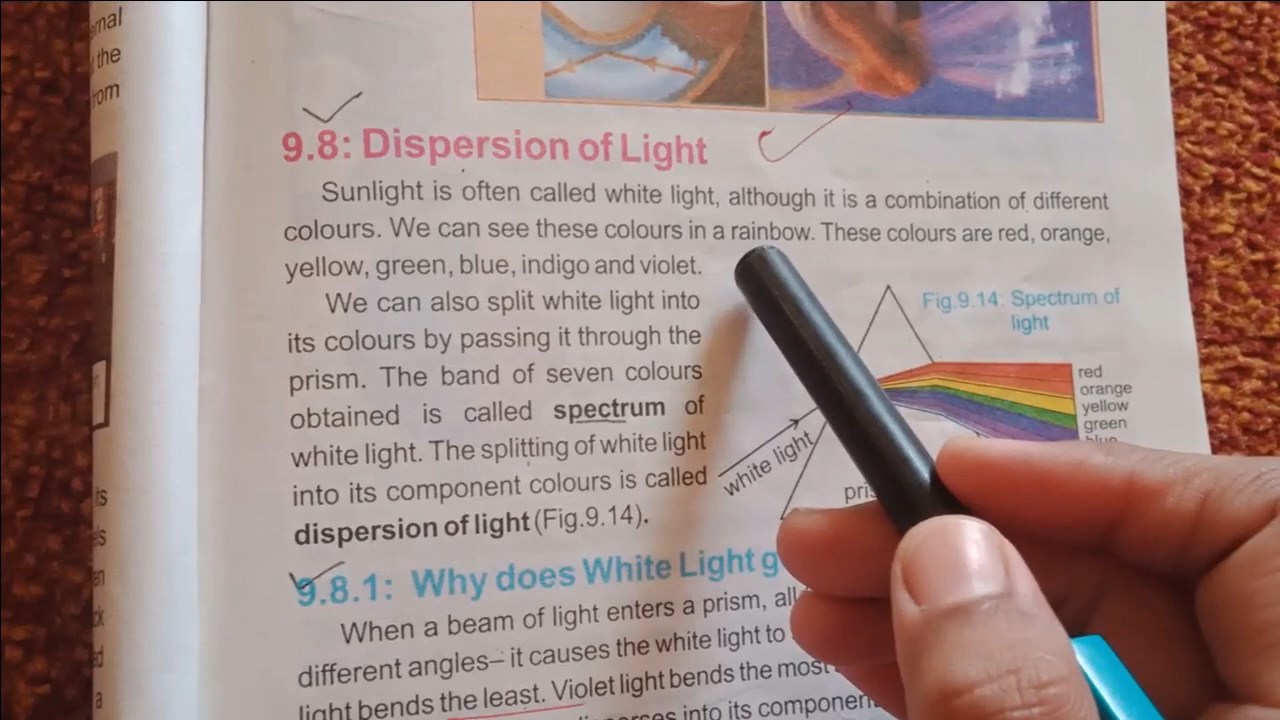 the
9.8: Dispersion of Light
Sunlight is often called white light, although it is a combination of different
colours. We can see these colours in a rainbow. These colours are red, orange,
yellow, green, blue, indigo and violet.
We can also split white light into
its colours by passing it through the
prism. The band of seven colours
obtained is called spectrum of
white light. The splitting of white light
into its component colours is called
dispersion of light (Fig.9.14).
Fig.9.14: Spectrum of
light
red
orange
yellow
green
blue
white light
9.8.1: Why does White Light
When a beam of light enters a prism, all
different angles– it causes the white light to
light bends the least. Violet light bends the most
into its component
a